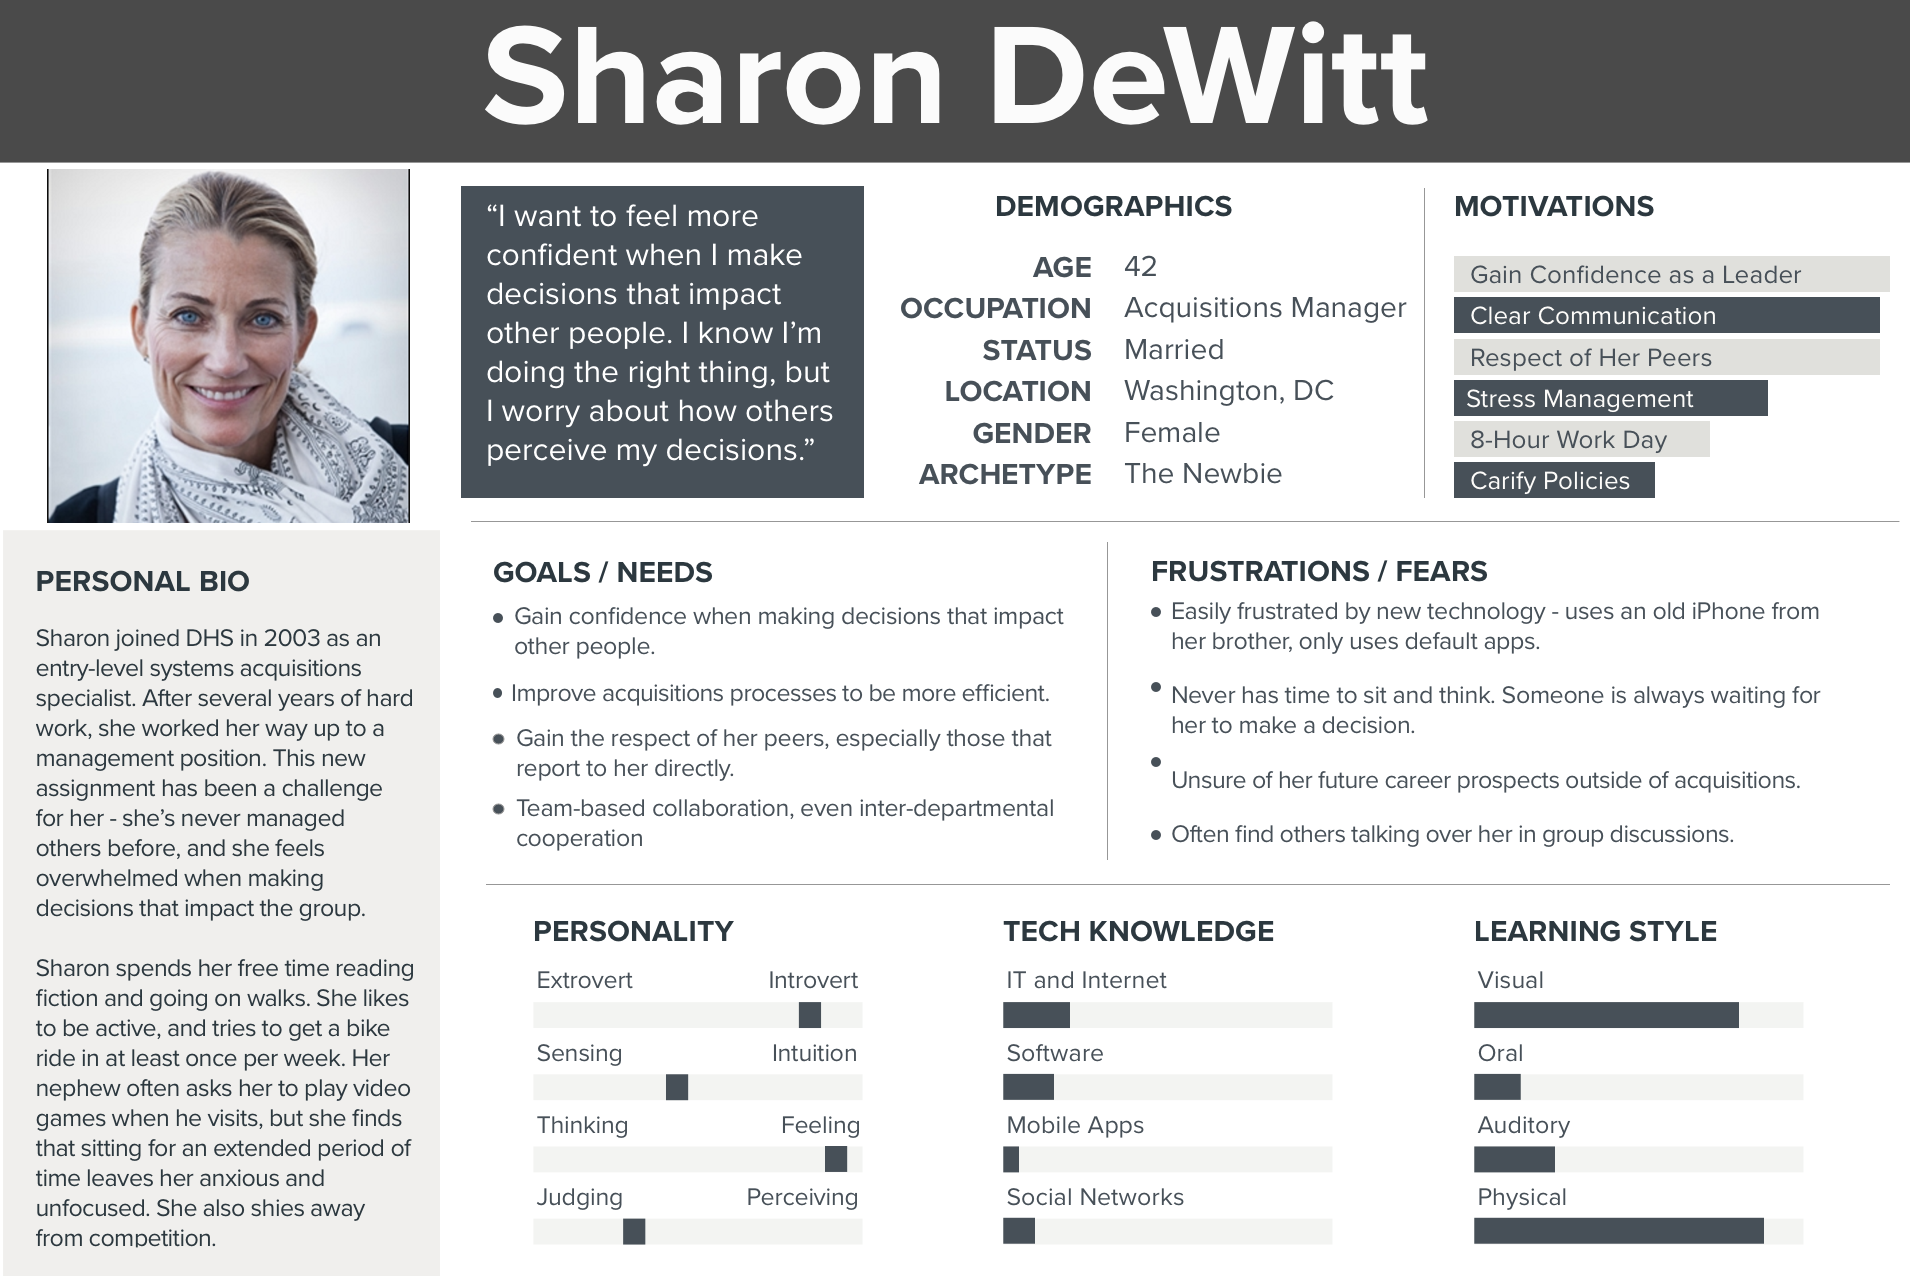 Sharon DeWitt
“I want to feel more
confident when I make
decisions that impact
other people. I know I’m
doing the right thing, but
I worry about how others
perceive my decisions.”
DEMOGRAPHICS
AGE 42
OCCUPATION Acquisitions Manager
STATUS Married
LOCATION Washington, DC
GENDER Female
ARCHETYPE The Newbie
MOTIVATIONS
Gain Confidence as a Leader
Clear Communication
Respect of Her Peers
Stress Management
8-Hour Work Day
Carify Policies
PERSONAL BIO
Sharon joined DHS in 2003 as an
entry-level systems acquisitions
specialist. After several years of hard
work, she worked her way up to a
management position. This new
assignment has been a challenge
for her - she’s never managed
others before, and she feels
overwhelmed when making
decisions that impact the group.
Sharon spends her free time reading
fiction and going on walks. She likes
to be active, and tries to get a bike
ride in at least once per week. Her
nephew often asks her to play video
games when he visits, but she finds
that sitting for an extended period of
time leaves her anxious and
unfocused. She also shies away
from competition.
GOALS / NEEDS
• Gain confidence when making decisions that impact
other people.
• Improve acquisitions processes to be more efficient.
• Gain the respect of her peers, especially those that
report to her directly.
• Team-based collaboration, even inter-departmental
cooperation
FRUSTRATIONS / FEARS
• Easily frustrated by new technology - uses an old iPhone from
her brother, only uses default apps.
• Never has time to sit and think. Someone is always waiting for
her to make a decision.
• Unsure of her future career prospects outside of acquisitions.
• Often find others talking over her in group discussions.
PERSONALITY
Extrovert Introvert
Sensing Intuition
Thinking Feeling
Judging Perceiving
TECH KNOWLEDGE
IT and Internet
Software
Mobile Apps
Social Networks
LEARNING STYLE
Visual
Oral
Auditory
Physical